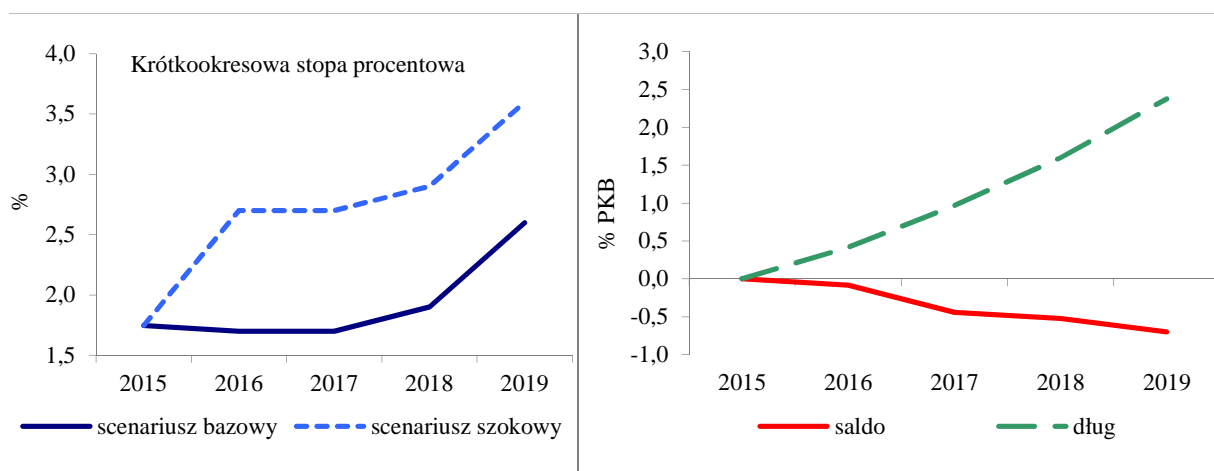 Krótkookresowa stopa procentowa
%
4,0
3,5
3,0
2,5
2,0
1,5
2015 2016 2017 2018 2019
scenariusz bazowy scenariusz szokowy
% PKB
3,0
2,5
2,0
1,5
1,0
0,5
0,0
-0,5
-1,0
2015 2016 2017 2018 2019
saldo dług